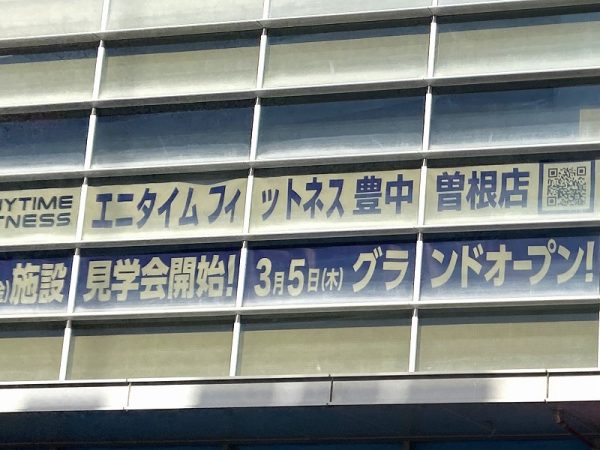 NYTIME
TNESS
エニタイム フィットネス 豊中 曽根店
施設 見学会開始! 3月5日(木) グランドオープン!